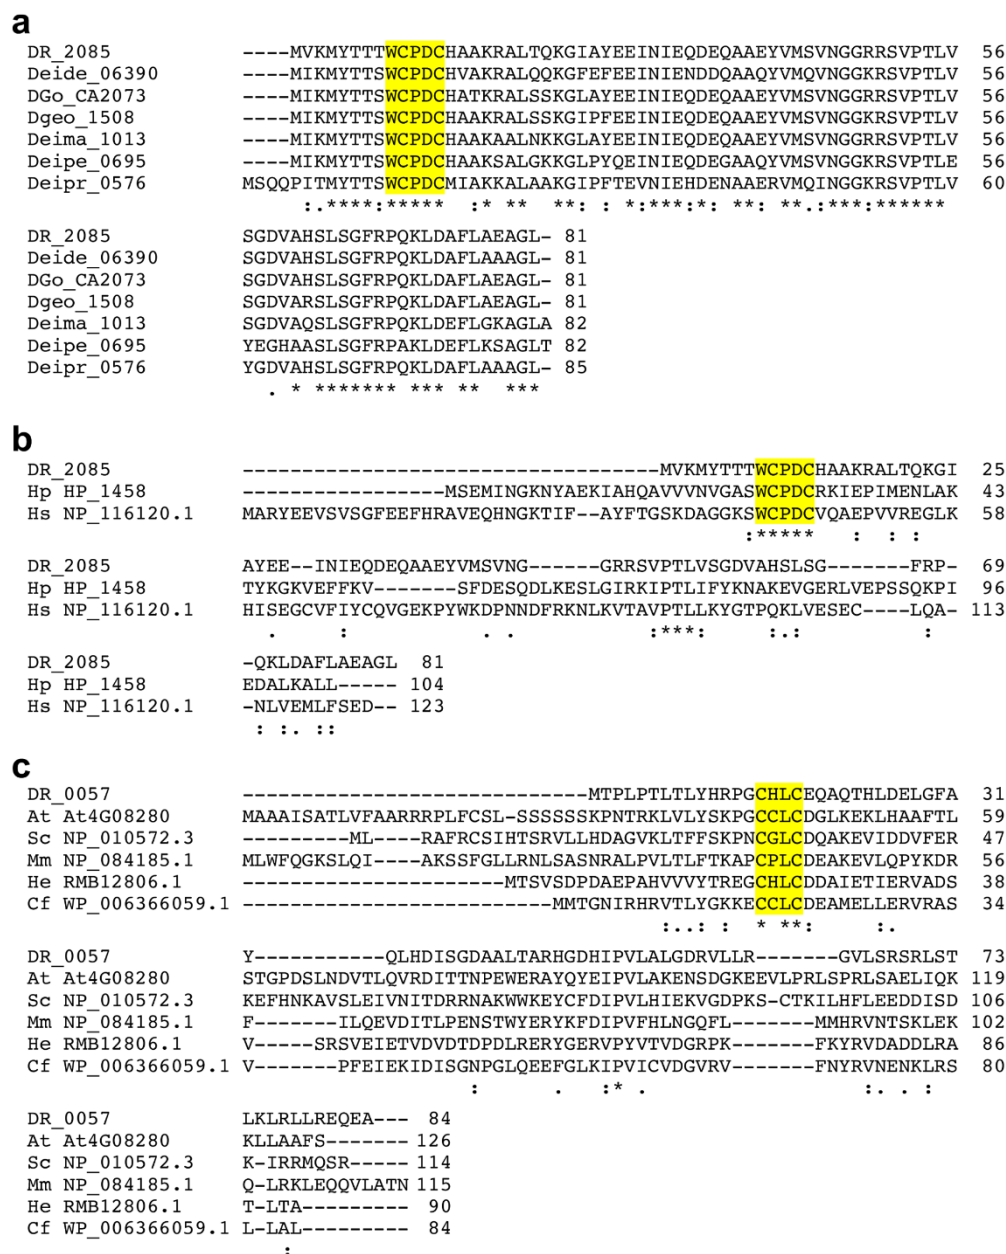 a
DR_2085 ----MVKMYTTTWCPDCHAAKRALTQKGIAYEEINIEQDEQAAEYVMSVNGGRRSVPTLV 56
Deide_06390 ----MIKMYTTSWCPDCHVAKRALQQKGFEFEEINIENDDQAAQYVMQVNGGKRSVPTLV 56
DGo_CA2073 ----MIKMYTTSWCPDCHATKRALSSKGLAYEEINIEQDEQAAEYVMSVNGGKRSVPTLV 56
Dgeo_1508 ----MIKMYTTSWCPDCHAAKRALSSKGIPFEEINIEQDEQAAEYVMSVNGGKRSVPTLV 56
Deima_1013 ----MIKMYTTSWCPDCHAAKAALNKKGLAYEEINIEQDEQAAEYVMSVNGGRRSVPTLV 56
Deipe_0695 ----MIKMYTTSWCPDCHAAKSALGKKGLPYQEINIEQDEGAAQYVMSVNGGKRSVPTLE 56
Deipr_0576 MSQQPITMYTTSWCPDCMIAKKALAAKGIPFTEVNIEHDENAAERVMQINGGKRSVPTLV 60
:.****:***** :* ** **: : *:***:*: **: **.:***:******
DR_2085 SGDVAHSLSGFRPQKLDAFLAEAGL- 81
Deide_06390 SGDVAHSLSGFRPQKLDAFLAAAGL- 81
DGo_CA2073 SGDVAHSLSGFRPQKLDAFLAEAGL- 81
Dgeo_1508 SGDVARSLSGFRPQKLDAFLAEAGL- 81
Deima_1013 SGDVAQSLSGFRPQKLDEFLGKAGLA 82
Deipe_0695 YEGHAASLSGFRPAKLDEFLKSAGLT 82
Deipr_0576 YGDVAHSLSGFRPQKLDAFLAAAGL- 85
. * ******* *** ** ***
b
DR_2085 -----------------------------------MVKMYTTTWCPDCHAAKRALTQKGI 25
Hp HP_1458 -----------------MSEMINGKNYAEKIAHQAVVVNVGASWCPDCRKIEPIMENLAK 43
Hs NP_116120.1 MARYEEVSVSGFEEFHRAVEQHNGKTIF--AYFTGSKDAGGKSWCPDCVQAEPVVREGLK 58
:***** : : :
DR_2085 AYEE--INIEQDEQAAEYVMSVNG-------GRRSVPTLVSGDVAHSLSG------FRP- 69
Hp HP_1458 TYKGKVEFFKV-------SFDESQDLKESLGIRKIPTLIFYKNAKEVGERLVEPSSQKPI 96
Hs NP_116120.1 HISEGCVFIYCQVGEKPYWKDPNNDFRKNLKVTAVPTLLKYGTPQKLVESEC----LQA- 113
. : . . :***: :.: :
DR_2085 -QKLDAFLAEAGL 81
Hp HP_1458 EDALKALL----- 104
Hs NP_116120.1 -NLVEMLFSED-- 123
: :. ::
c
DR_0057 -----------------------------MTPLPTLTLYHRPGCHLCEQAQTHLDELGFA 31
At At4G08280 MAAAISATLVFAARRRPLFCSL-SSSSSSKPNTRKLVLYSKPGCCLCDGLKEKLHAAFTL 59
Sc NP_010572.3 ---------ML----RAFRCSIHTSRVLLHDAGVKLTFFSKPNCGLCDQAKEVIDDVFER 47
Mm NP_084185.1 MLWFQGKSLQI----AKSSFGLLRNLSASNRALPVLTLFTKAPCPLCDEAKEVLQPYKDR 56
He RMB12806.1 ----------------------MTSVSDPDAEPAHVVVYTREGCHLCDDAIETIERVADS 38
Cf WP_006366059.1 --------------------------MMTGNIRHRVTLYGKKECCLCDEAMELLERVRAS 34
:..: : * **: :.
DR_0057 Y-----------QLHDISGDAALTARHGDHIPVLALGDRVLLR-------GVLSRSRLST 73
At At4G08280 STGPDSLNDVTLQVRDITTNPEWERAYQYEIPVLAKENSDGKEEVLPRLSPRLSAELIQK 119
Sc NP_010572.3 KEFHNKAVSLEIVNITDRRNAKWWKEYCFDIPVLHIEKVGDPKS-CTKILHFLEEDDISD 106
Mm NP_084185.1 F-------ILQEVDITLPENSTWYERYKFDIPVFHLNGQFL-------MMHRVNTSKLEK 102
He RMB12806.1 V-----SRSVEIETVDVDTDPDLRERYGERVPYVTVDGRPK-------FKYRVDADDLRA 86
Cf WP_006366059.1 V-------PFEIEKIDISGNPGLQEEFGLKIPVICVDGVRV-------FNYRVNENKLRS 80
: . :* . :. . :
DR_0057 LKLRLLREQEA--- 84
At At4G08280 KLLAAFS------- 126
Sc NP_010572.3 K-IRRMQSR----- 114
Mm NP_084185.1 Q-LRKLEQQVLATN 115
He RMB12806.1 T-LTA--------- 90
Cf WP_006366059.1 L-LAL--------- 84
: